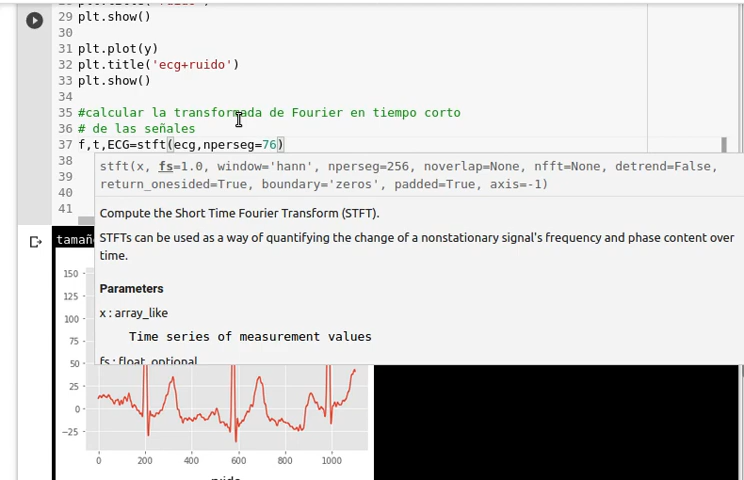 29 plt.show()
30
31 plt.plot(y)
32 plt.title('ecg+ruido')
33 plt.show()
34
35 #calcular la transformada de Fourier en tiempo corto
36 # de las señales
37 f,t,ECG=stft(ecg,nperseg=76)
38
39
40
41
stft(x, fs=1.0, window='hann', nperseg=256, noverlap=None, nfft=None, detrend=False,
return_onesided=True, boundary='zeros', padded=True, axis=-1)
Compute the Short Time Fourier Transform (STFT).
STFTs can be used as a way of quantifying the change of a nonstationary signal's frequency and phase content over
time.
Parameters
x : array_like
Time series of measurement values
fs : float, optional
150
125
100
75
50
25
0
−25
0 200 400 600 800 1000